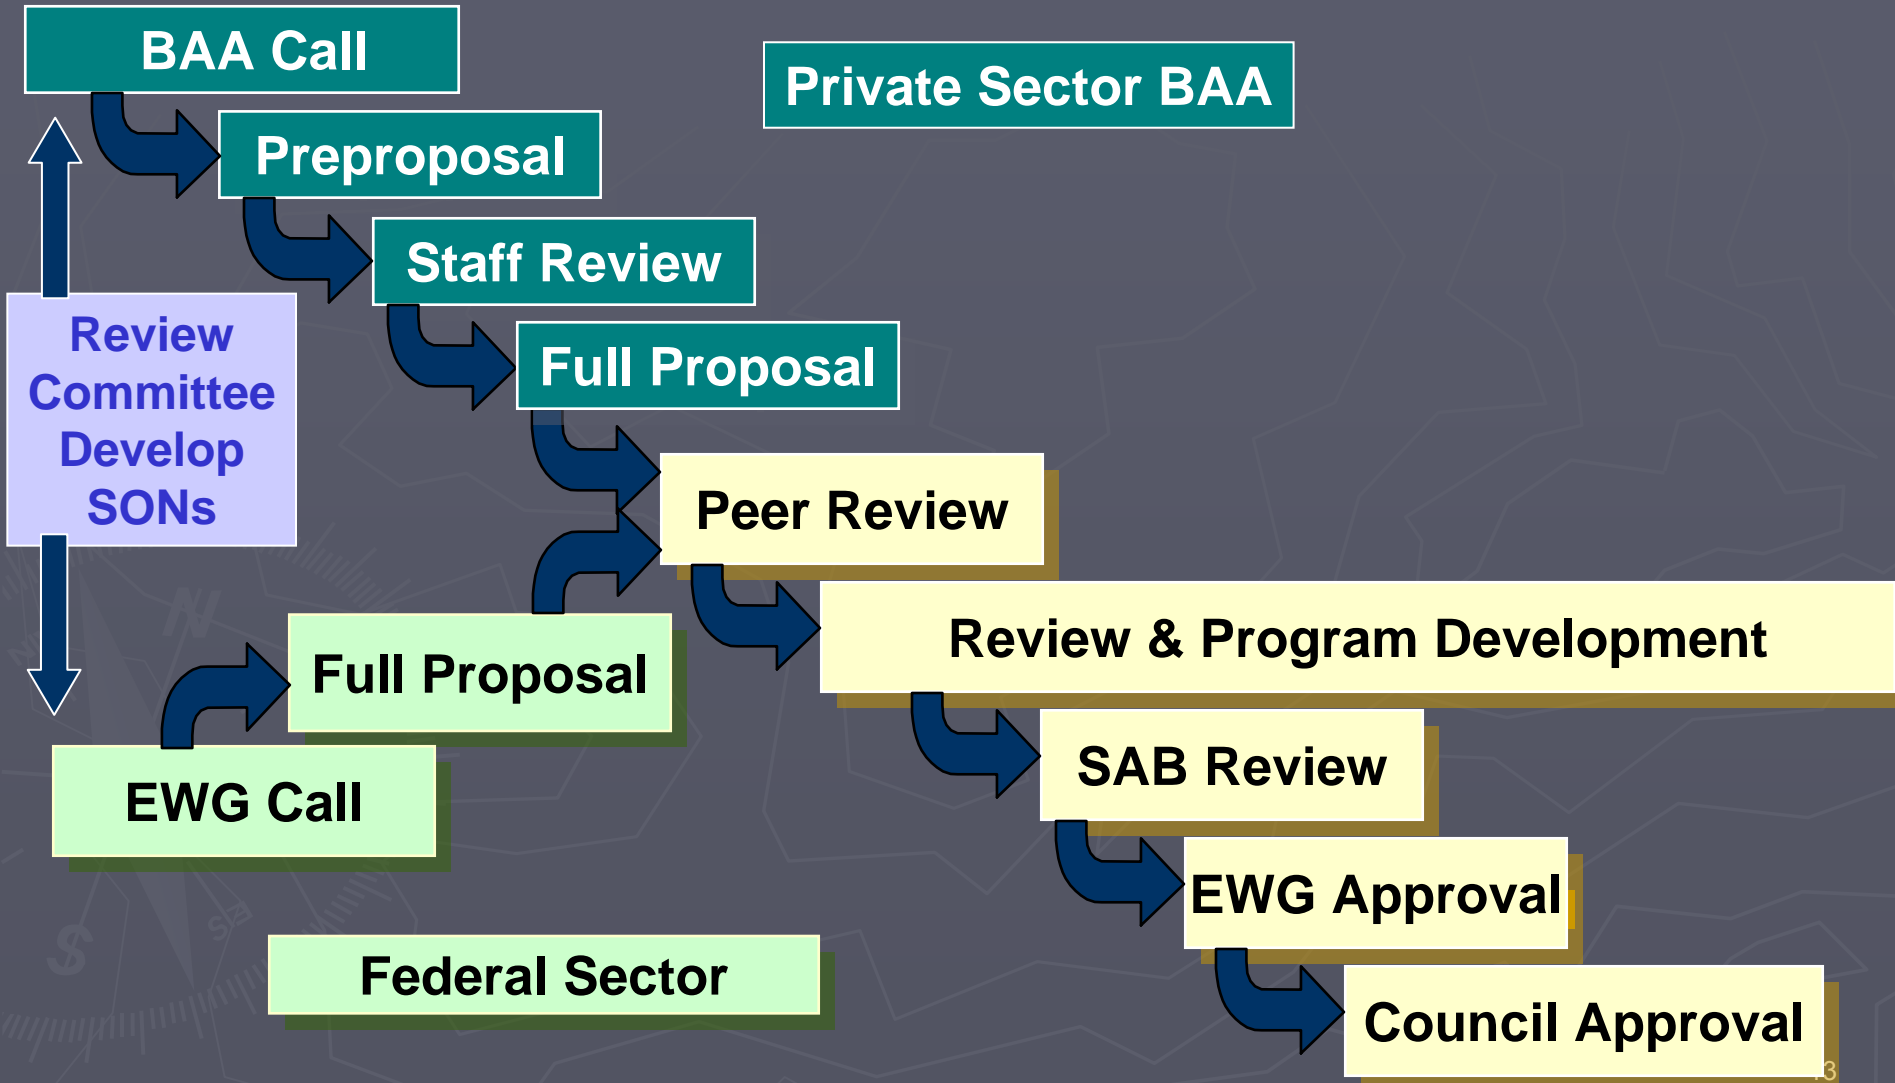 BAA Call
Private Sector BAA
Preproposal
Staff Review
Review
Committee
Develop
SONs
Full Proposal
Peer Review
Review & Program Development
Full Proposal
SAB Review
EWG Call
EWG Approval
Federal Sector
Council Approval
N
S